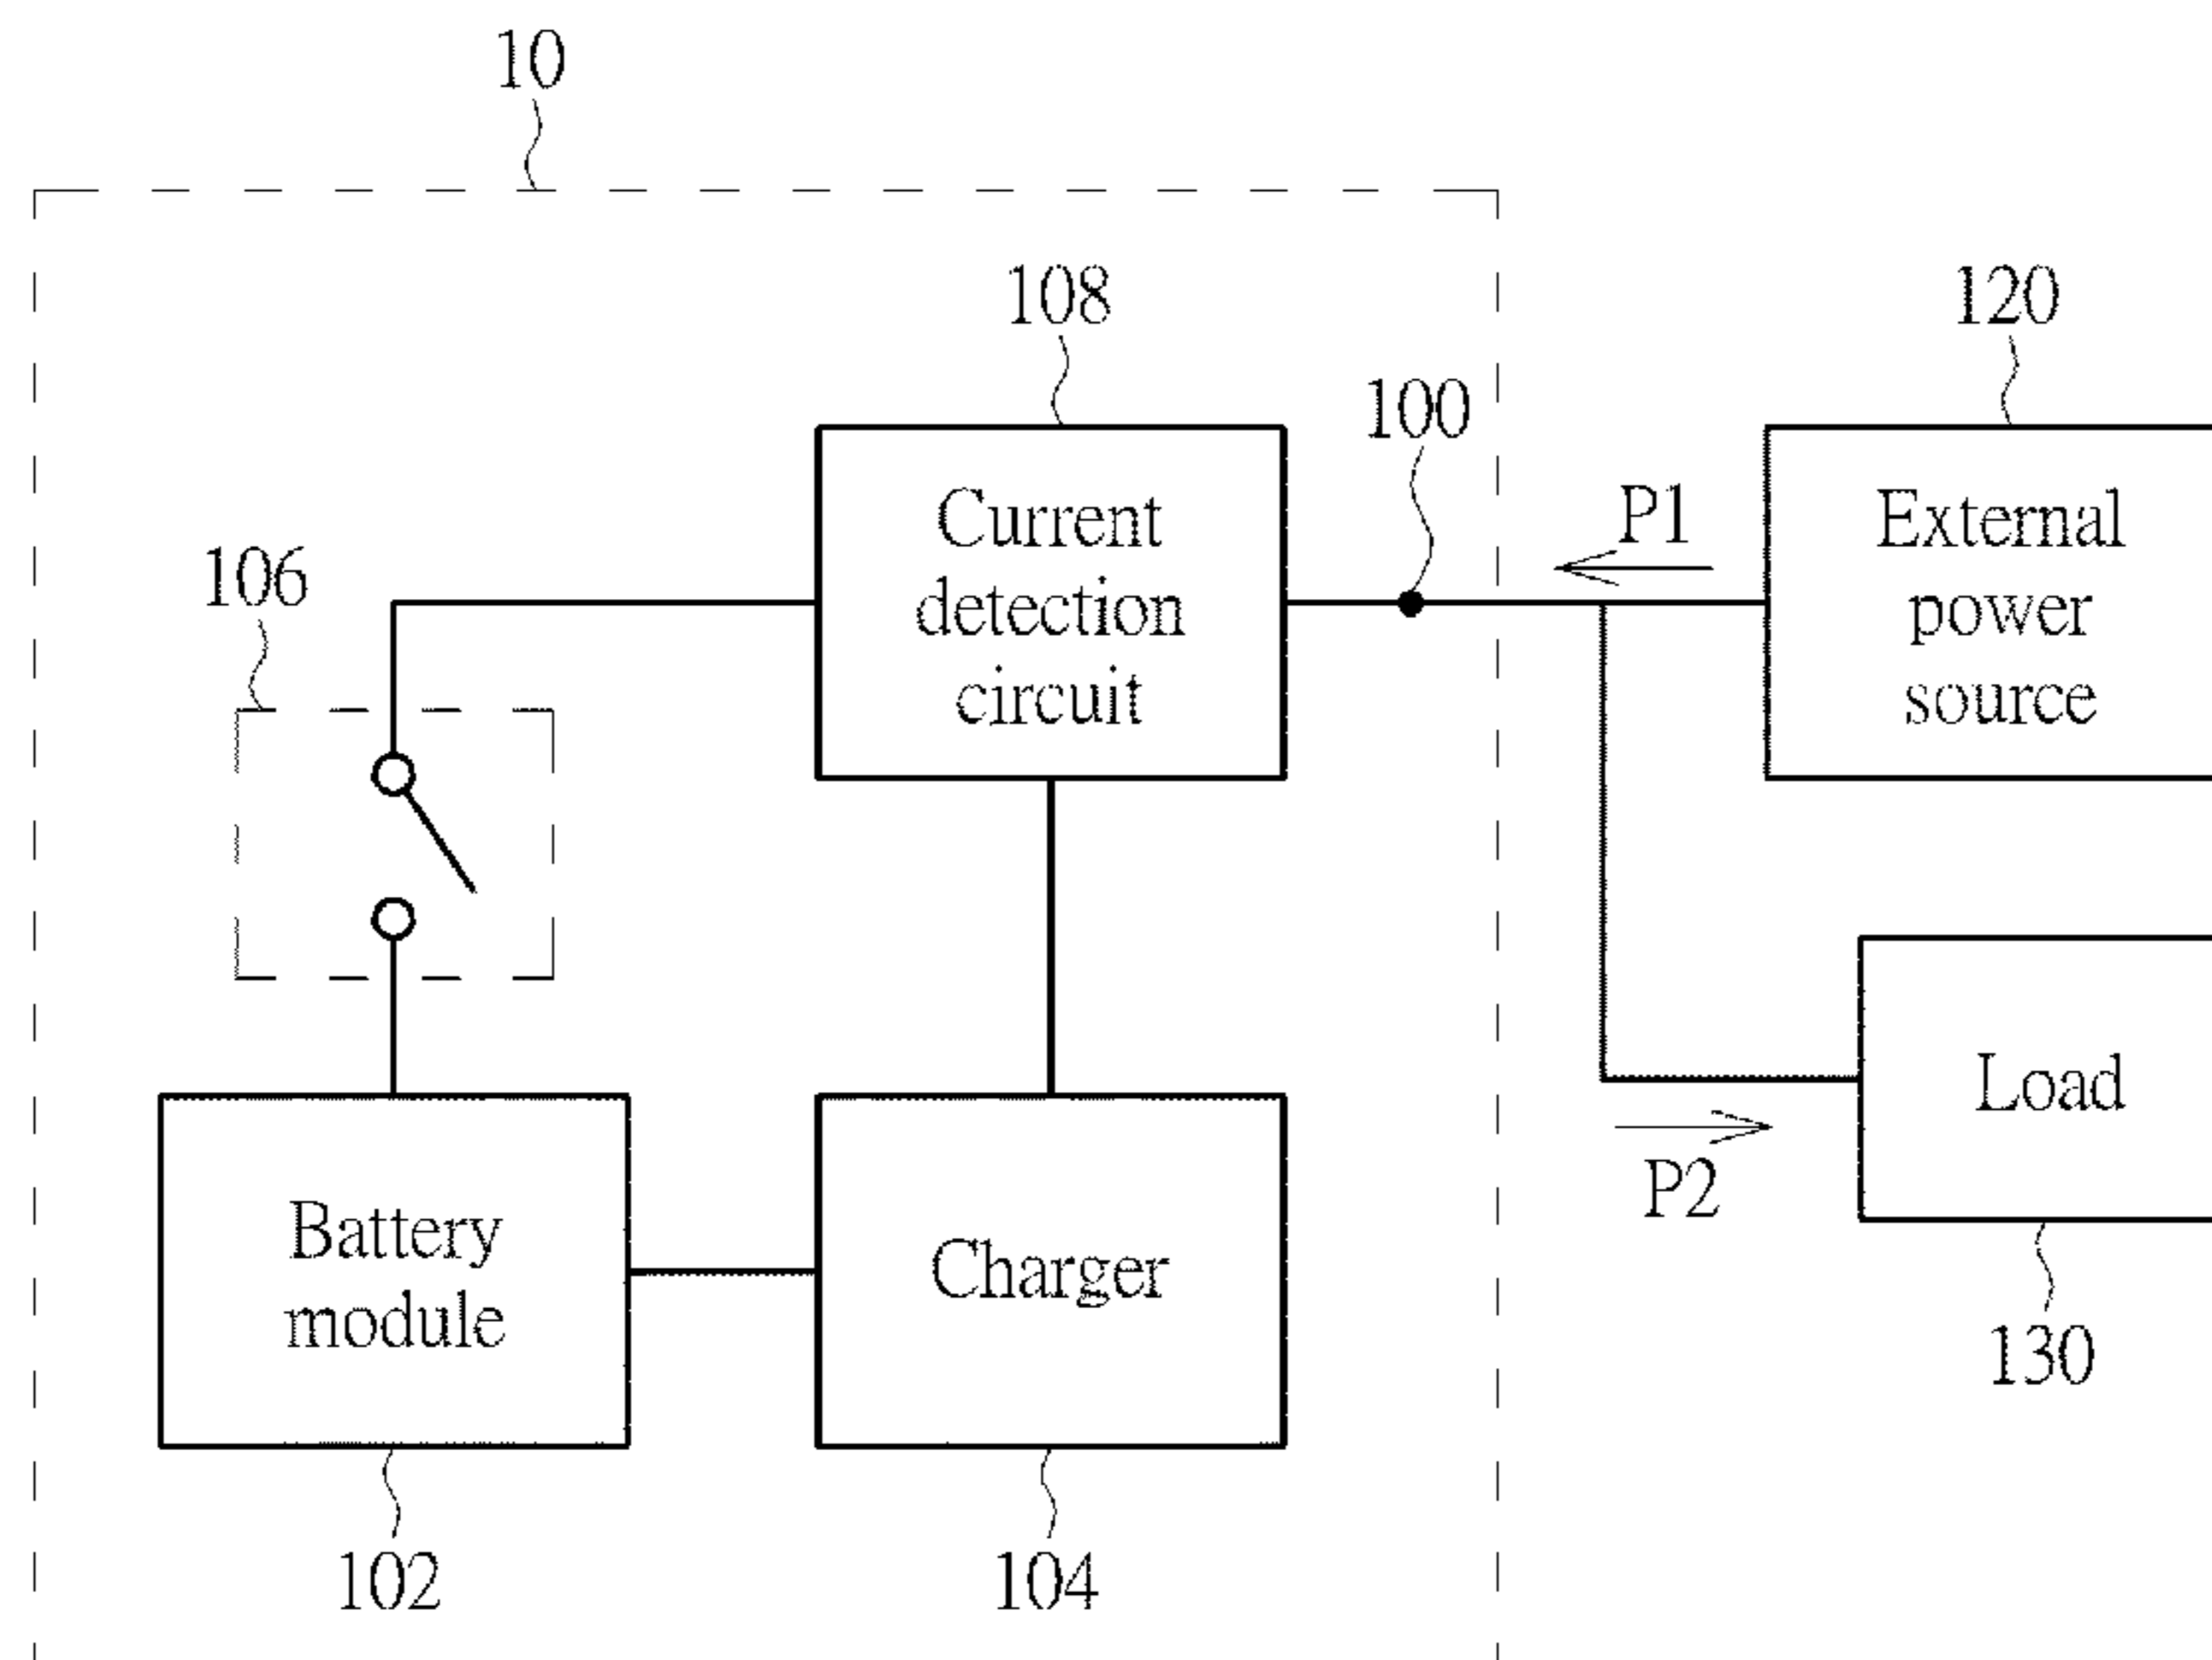 10
108
120
100
Current
detection
circuit
P1
External
power
source
106
Load
P2
Battery
module
Charger
130
102
104